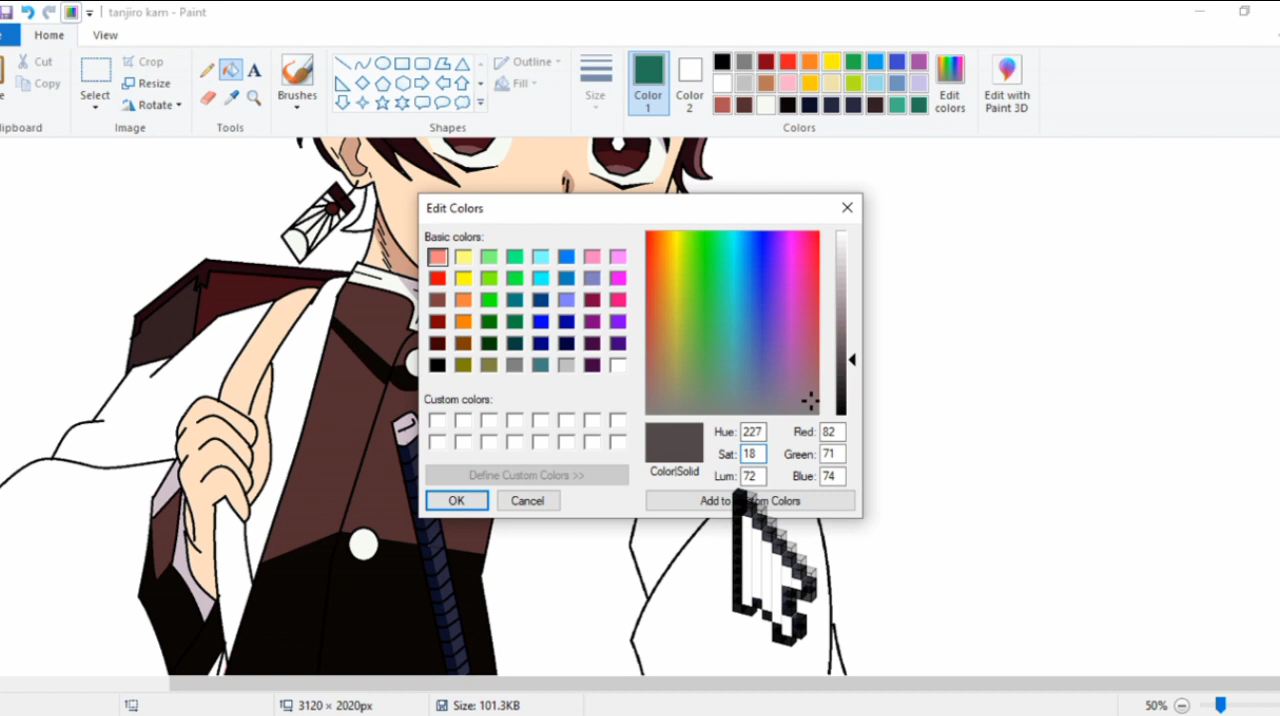 tanjiro kam - Paint
Home
View
Cut
Copy
Select
Crop
Resize
Rotate
A
Brushes
Outline
Fill
Size
Color
1
Color
2
Edit
colors
Edit with
Paint 3D
Image
Tools
Shapes
Colors
Edit Colors
Basic colors:
Custom colors:
Define Custom Colors >>
OK
Cancel
Color|Solid
Hue: 227
Sat: 18
Lum: 72
Red: 82
Green: 71
Blue: 74
3120 × 2020px
Size: 101.3KB
50%